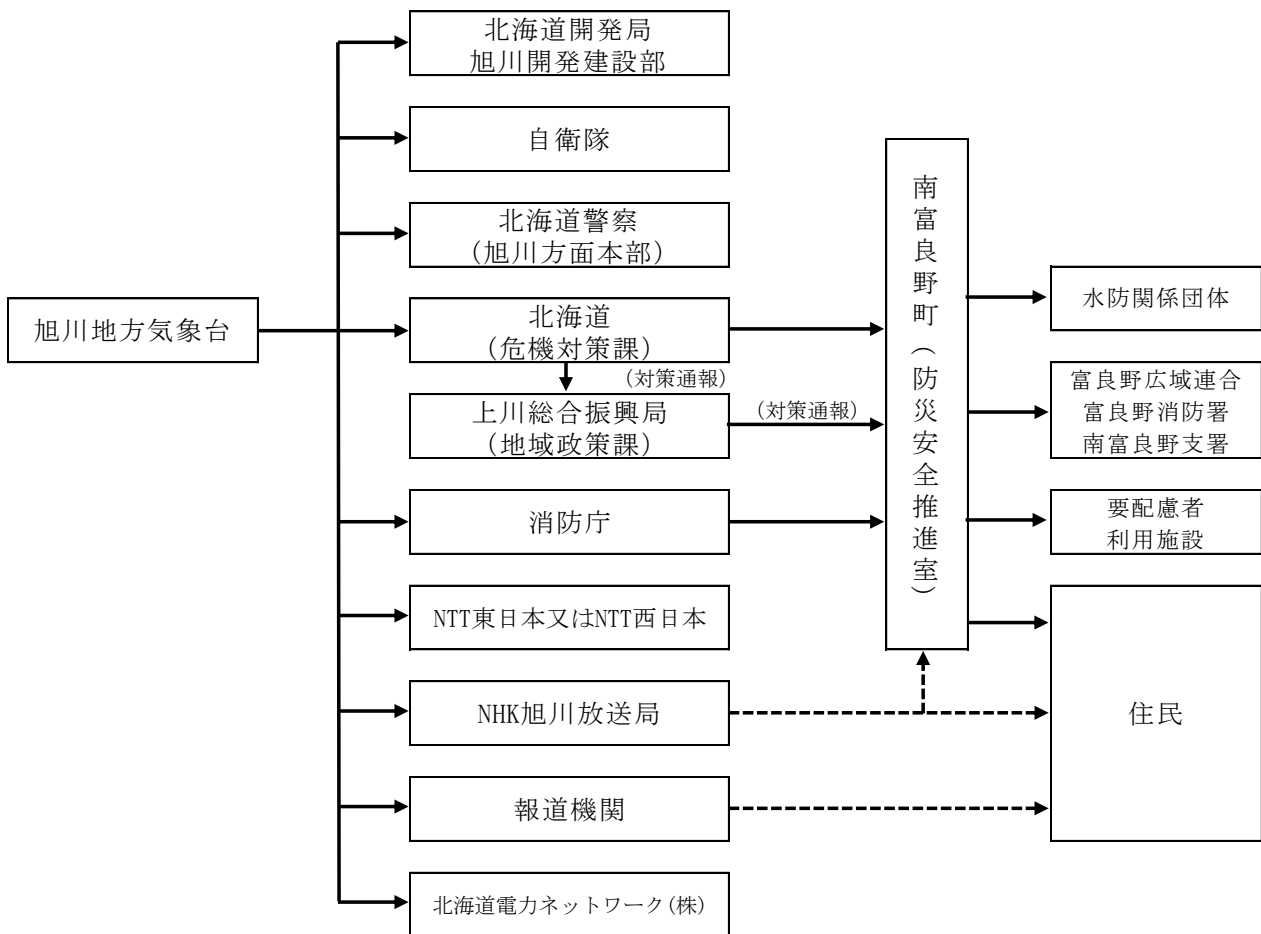 旭川地方気象台
北海道開発局
旭川開発建設部
自衛隊
北海道警察
(旭川方面本部)
北海道
(危機対策課)
(対策通報)
上川総合振興局
(地域政策課)
(対策通報)
消防庁
NTT東日本又はNTT西日本
NHK旭川放送局
報道機関
北海道電力ネットワーク(株)
南富良野町(防災安全推進室)
水防関係団体
富良野広域連合
富良野消防署
南富良野支署
要配慮者
利用施設
住民